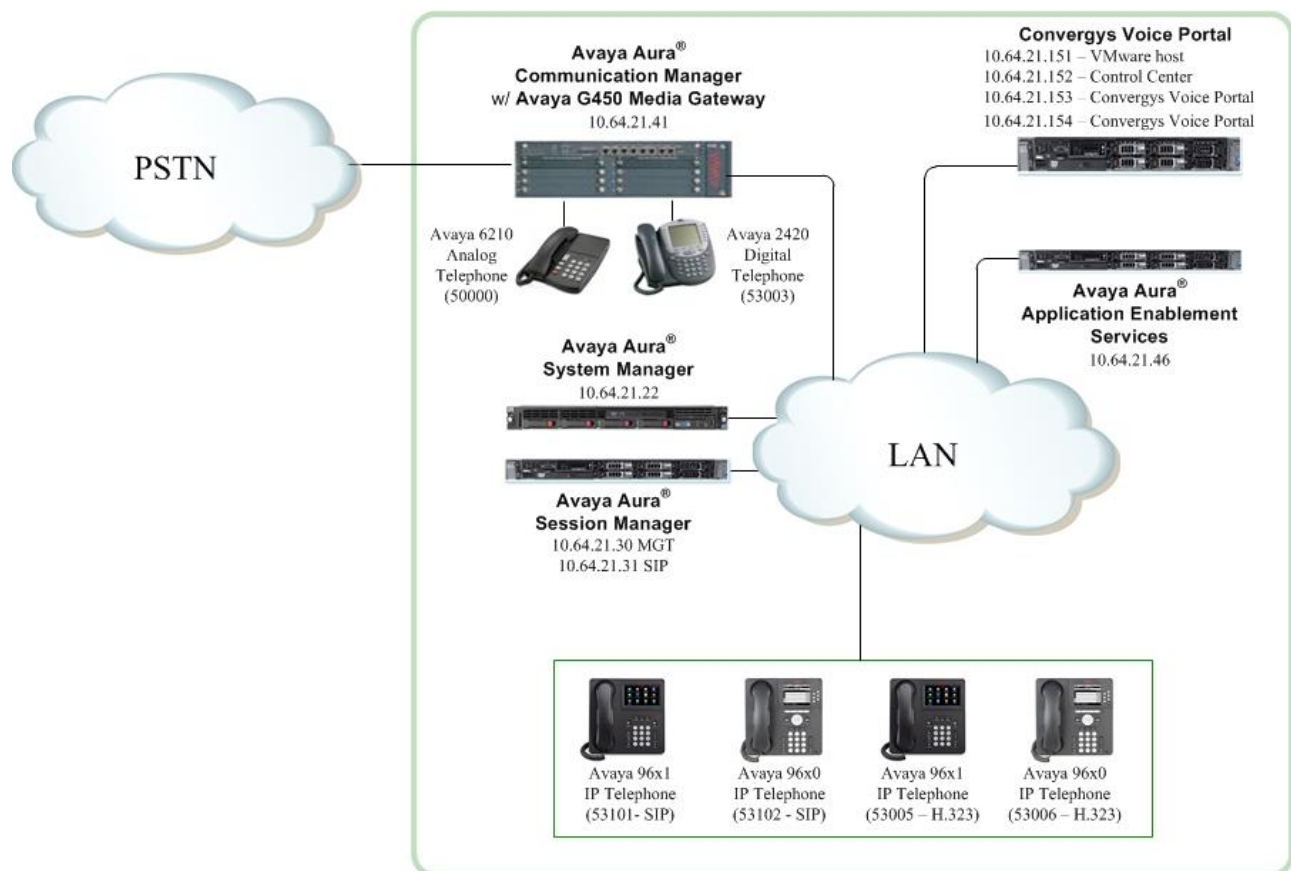 PSTN
Avaya Aura®
Communication Manager
w/ Avaya G450 Media Gateway
10.64.21.41
Avaya 6210
Analog
Telephone
(50000)
Avaya 2420
Digital
Telephone
(53003)
Avaya Aura®
System Manager
10.64.21.22
Avaya Aura®
Session Manager
10.64.21.30 MGT
10.64.21.31 SIP
Convergys Voice Portal
10.64.21.151 – VMware host
10.64.21.152 – Control Center
10.64.21.153 – Convergys Voice Portal
10.64.21.154 – Convergys Voice Portal
Avaya Aura®
Application Enablement
Services
10.64.21.46
LAN
Avaya 96x1
IP Telephone
(53101- SIP)
Avaya 96x0
IP Telephone
(53102 - SIP)
Avaya 96x1
IP Telephone
(53005 – H.323)
Avaya 96x0
IP Telephone
(53006 – H.323)